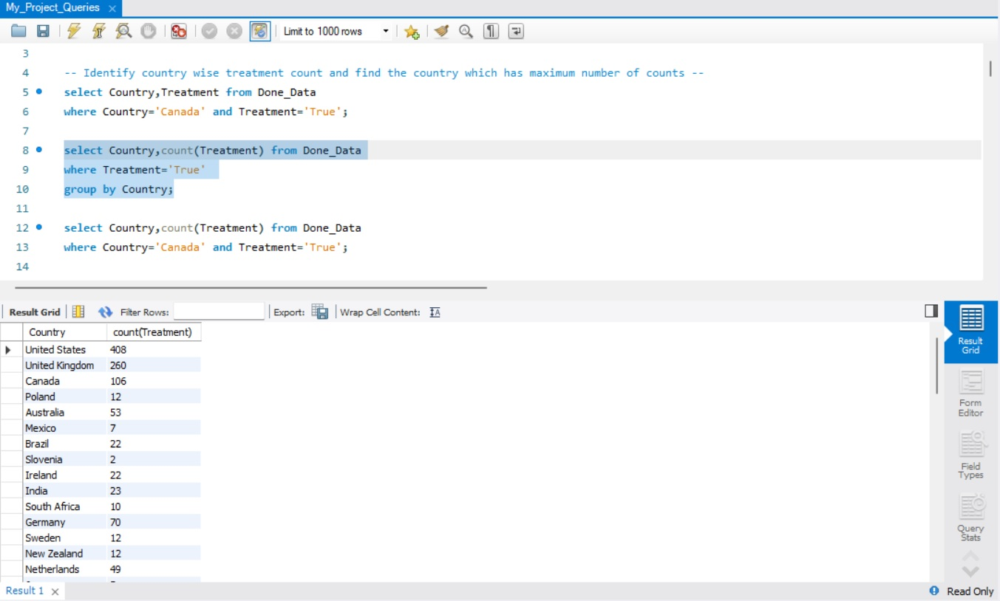 My_Project_Queries
Limit to 1000 rows
3
4 -- Identify country wise treatment count and find the country which has maximum number of counts --
5 select Country,Treatment from Done_Data
6 where Country='Canada' and Treatment='True';
7
8 select Country,count(Treatment) from Done_Data
9 where Treatment='True'
10 group by Country;
11
12 select Country,count(Treatment) from Done_Data
13 where Country='Canada' and Treatment='True';
14
Result Grid Filter Rows: Export: Wrap Cell Content:
Country count(Treatment)
United States 408
United Kingdom 260
Canada 106
Poland 12
Australia 53
Mexico 7
Brazil 22
Slovenia 2
Ireland 22
India 23
South Africa 10
Germany 70
Sweden 12
New Zealand 12
Netherlands 49
Result
Grid
Form
Editor
Field
Types
Query
Stats
Result 1
Read Only